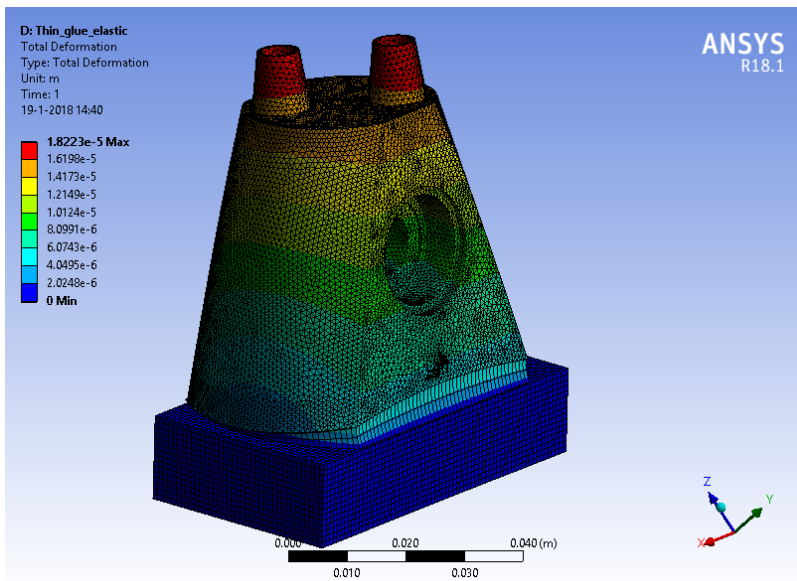 D: Thin_glue_elastic
Total Deformation
Type: Total Deformation
Unit: m
Time: 1
19-1-2018 14:40
ANSYS
R18.1
1.8223e-5 Max
1.6198e-5
1.4173e-5
1.2149e-5
1.0124e-5
8.0991e-6
6.0743e-6
4.0495e-6
2.0248e-6
0 Min
Z
Y
X
0.000 0.020 0.040 (m)
0.010 0.030